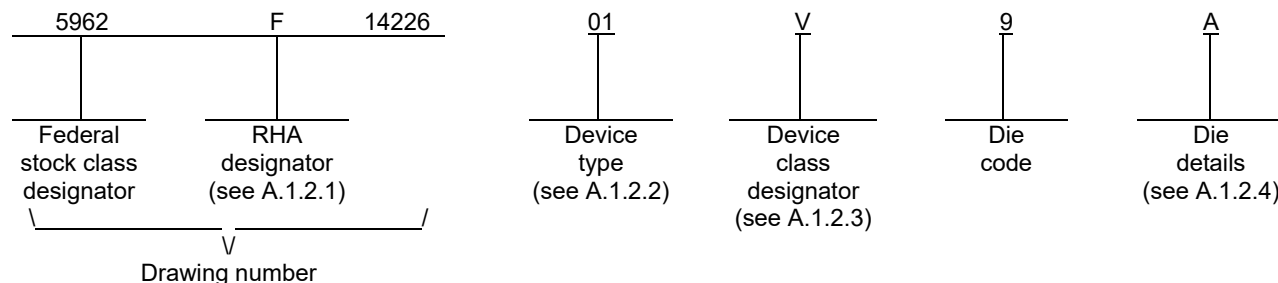 5962 F 14226 01 V 9 A
Federal stock class designator
RHA designator (see A.1.2.1)
Device type (see A.1.2.2)
Device class designator (see A.1.2.3)
Die code
Die details (see A.1.2.4)
\ /
\/
Drawing number